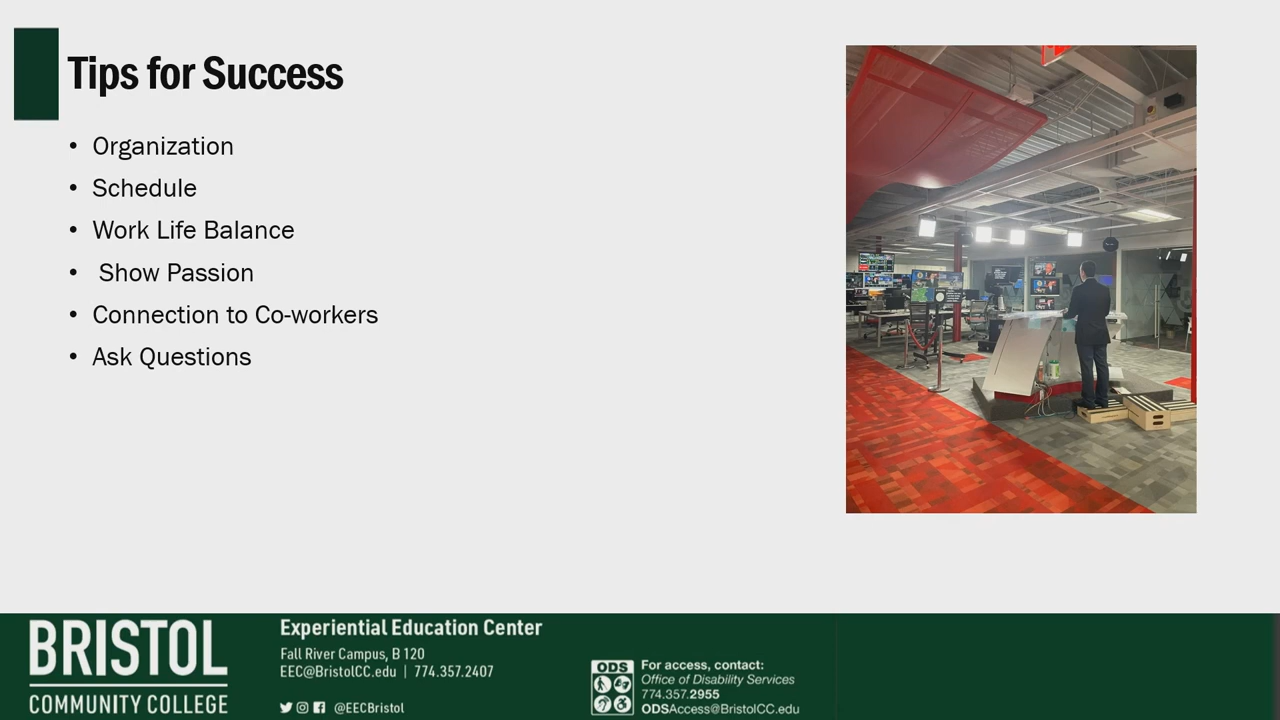 Tips for Success
• Organization
• Schedule
• Work Life Balance
• Show Passion
• Connection to Co-workers
• Ask Questions
BRISTOL
COMMUNITY COLLEGE
Experiential Education Center
Fall River Campus, B 120
EEC@BristolCC.edu | 774.357.2407
@EECBristol
ODS
For access, contact:
Office of Disability Services
774.357.2955
ODSAccess@BristolCC.edu